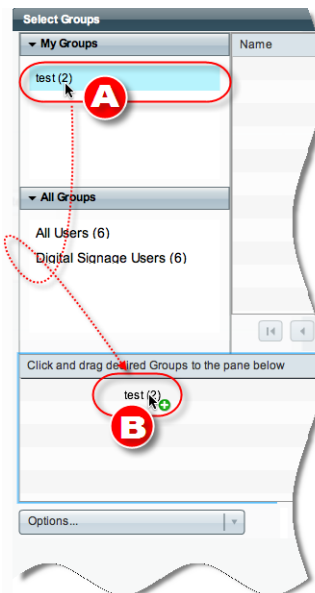 Select Groups
My Groups
Name
test (2)
A
All Groups
All Users (6)
Digital Signage Users (6)
Click and drag desired Groups to the pane below
test (2)
B
Options...